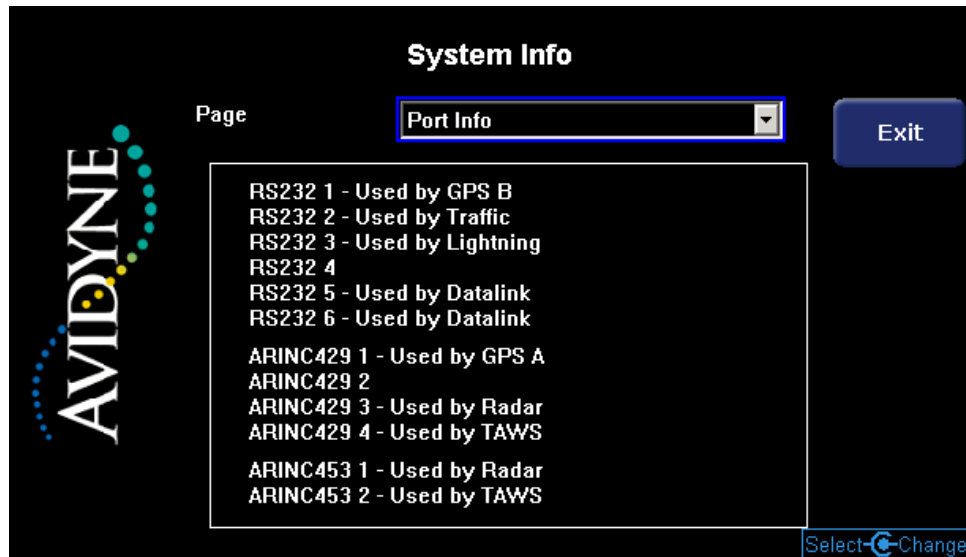 System Info
Page
Port Info
Exit
AVIDYNE
RS232 1 - Used by GPS B
RS232 2 - Used by Traffic
RS232 3 - Used by Lightning
RS232 4
RS232 5 - Used by Datalink
RS232 6 - Used by Datalink
ARINC429 1 - Used by GPS A
ARINC429 2
ARINC429 3 - Used by Radar
ARINC429 4 - Used by TAWS
ARINC453 1 - Used by Radar
ARINC453 2 - Used by TAWS
Select Change